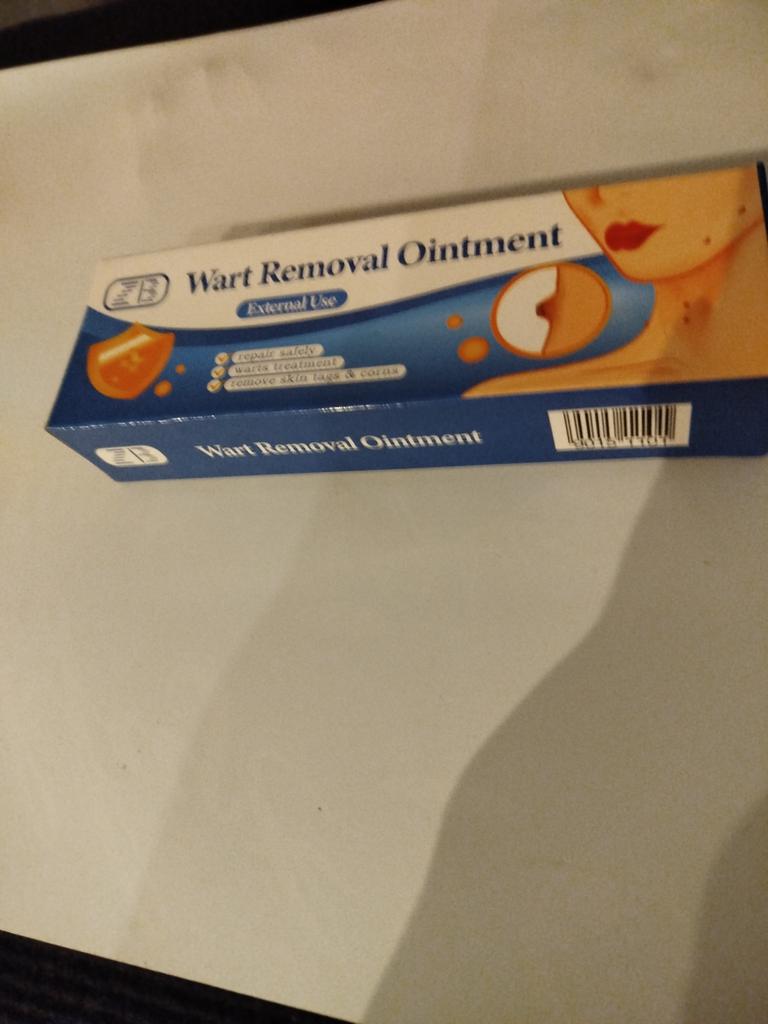 Wart Removal Ointment
External Use
repair safely
warts treatment
remove skin tags & corns
Wart Removal Ointment